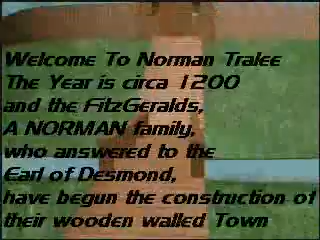 Welcome To Norman Tralee
The Year is circa 1200
and the FitzGeralds,
A NORMAN family,
who answered to the
Earl of Desmond,
have begun the construction of
their wooden walled Town